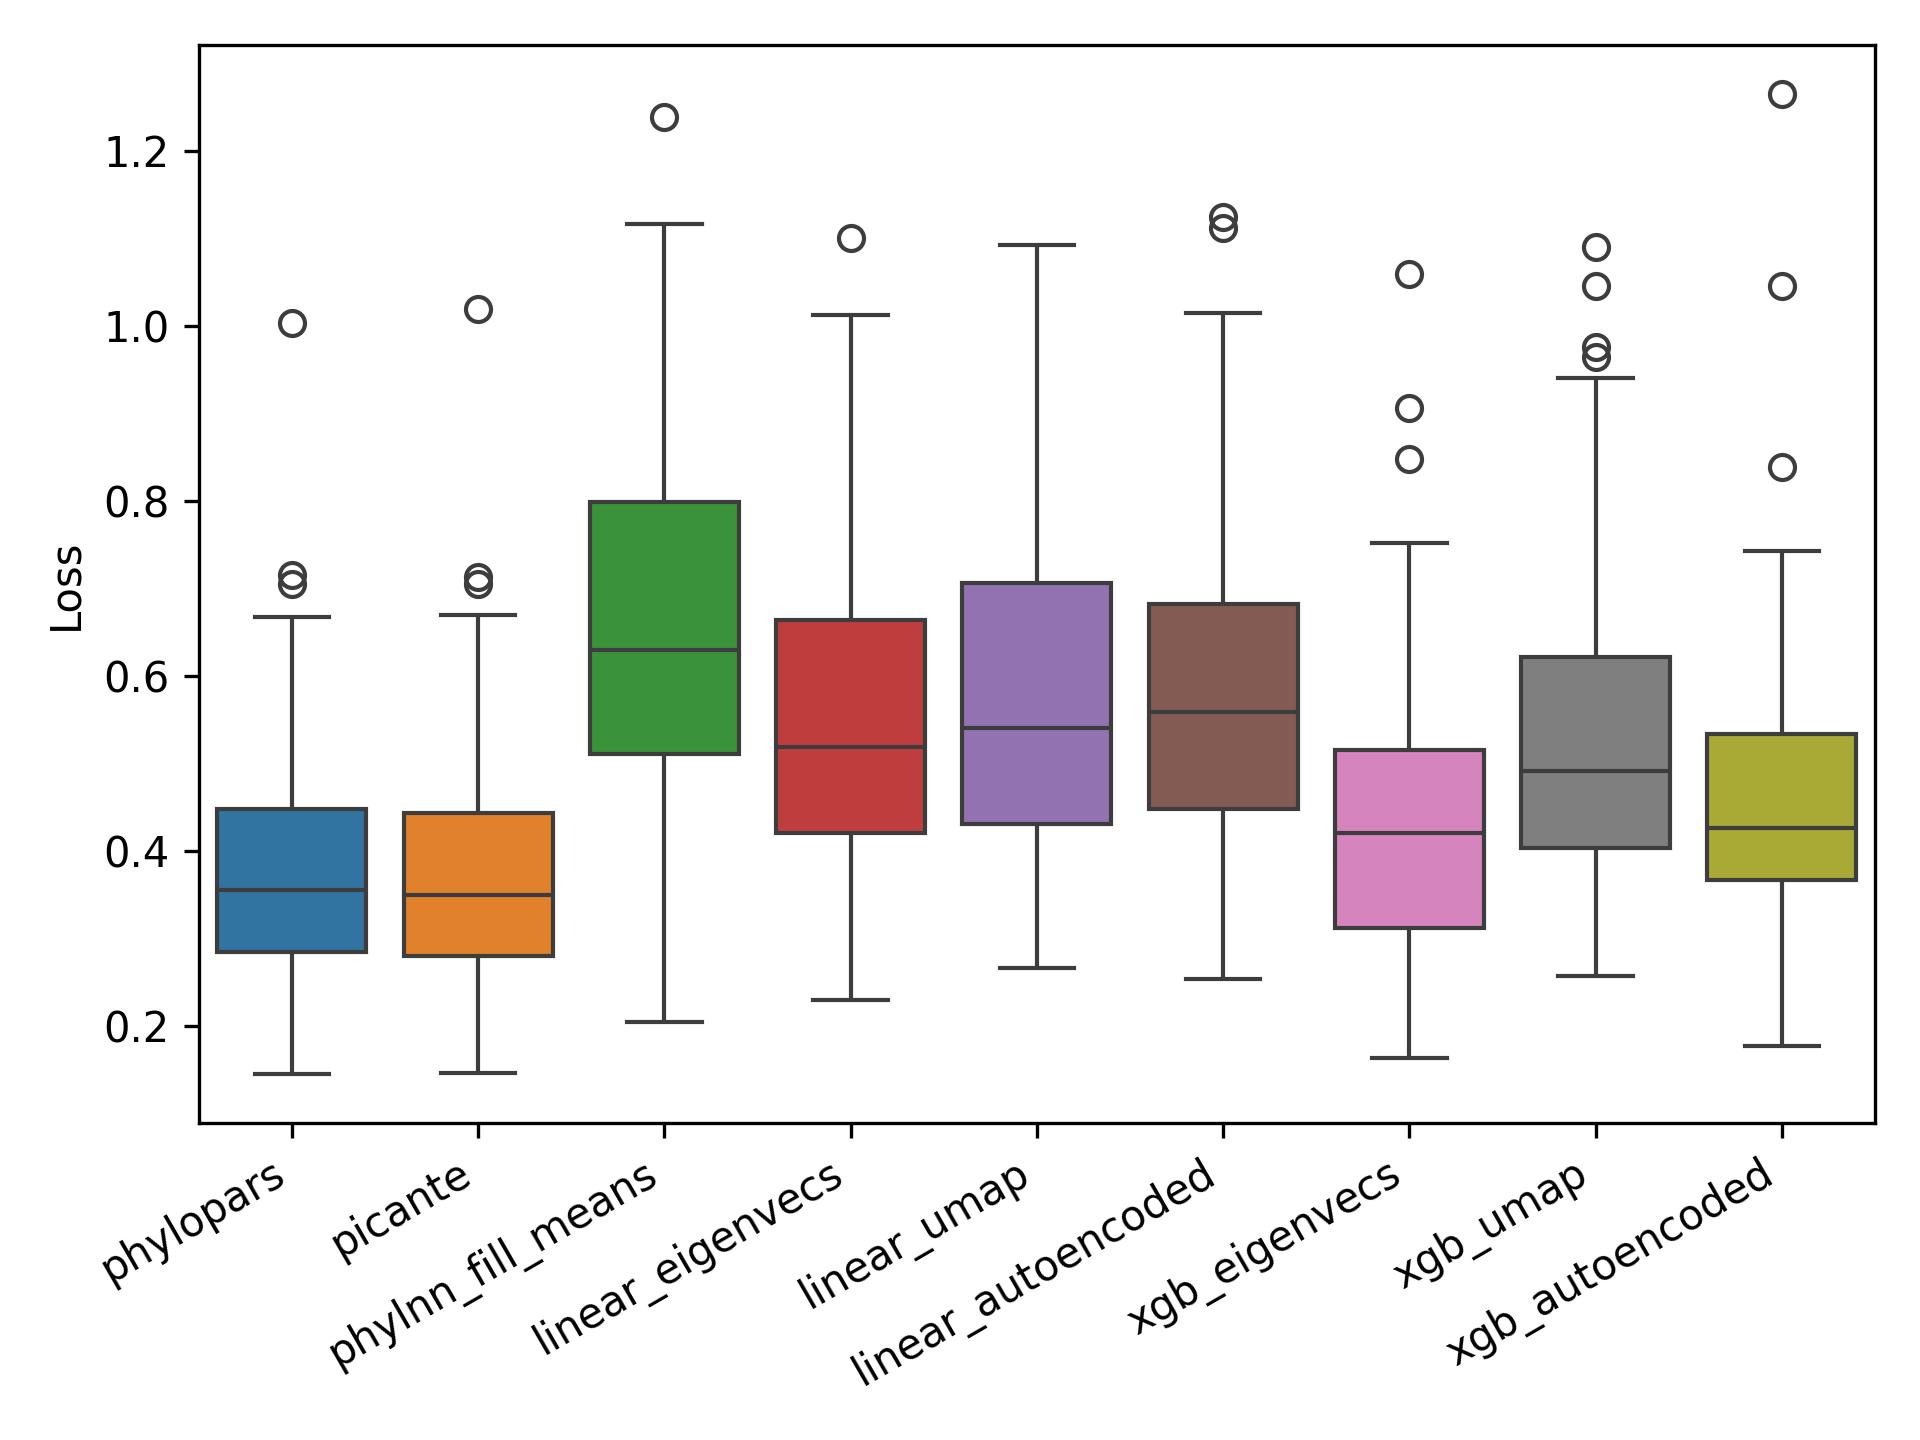 1.2
1.0
0.8
0.6
0.4
0.2
Loss
phylopars
picante
phylnn_fill_means
linear_eigenvecs
linear_umap
linear_autoencoded
xgb_eigenvecs
xgb_umap
xgb_autoencoded